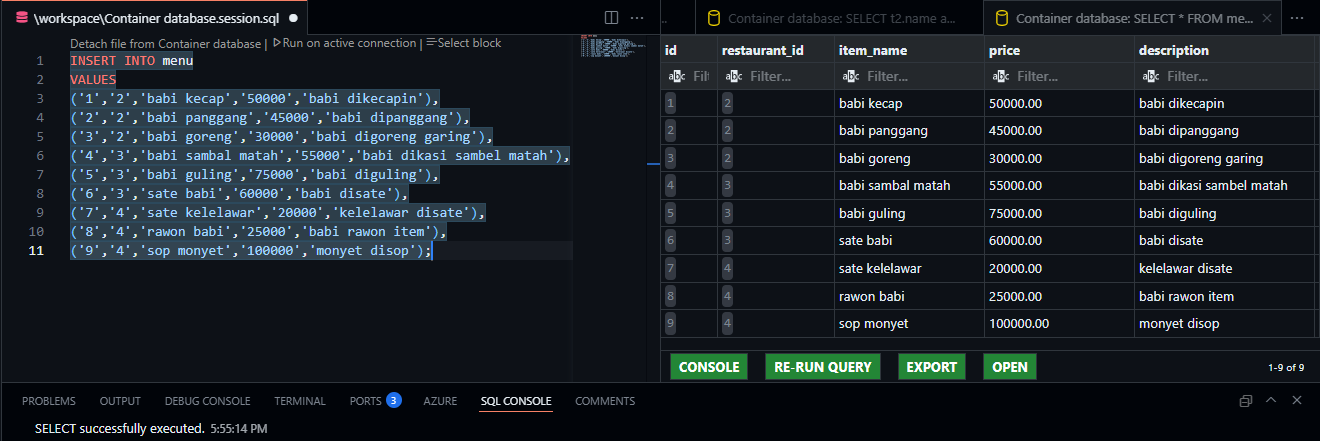 \workspace\Container database.session.sql
Container database: SELECT t2.name a...
Container database: SELECT * FROM me...
Detach file from Container database | Run on active connection | Select block
1 INSERT INTO menu
2 VALUES
3 ('1','2','babi kecap','50000','babi dikecapin'),
4 ('2','2','babi panggang','45000','babi dipanggang'),
5 ('3','2','babi goreng','30000','babi digoreng garing'),
6 ('4','3','babi sambal matah','55000','babi dikasi sambel matah'),
7 ('5','3','babi guling','75000','babi diguling'),
8 ('6','3','sate babi','60000','babi disate'),
9 ('7','4','sate kelelawar','20000','kelelawar disate'),
10 ('8','4','rawon babi','25000','babi rawon item'),
11 ('9','4','sop monyet','100000','monyet disop');
id restaurant_id item_name price description
abc Filt abc Filter... abc Filter... abc Filter... abc Filter...
1 2 babi kecap 50000.00 babi dikecapin
2 2 babi panggang 45000.00 babi dipanggang
3 2 babi goreng 30000.00 babi digoreng garing
4 3 babi sambal matah 55000.00 babi dikasi sambel matah
5 3 babi guling 75000.00 babi diguling
6 3 sate babi 60000.00 babi disate
7 4 sate kelelawar 20000.00 kelelawar disate
8 4 rawon babi 25000.00 babi rawon item
9 4 sop monyet 100000.00 monyet disop
CONSOLE RE-RUN QUERY EXPORT OPEN 1-9 of 9
PROBLEMS OUTPUT DEBUG CONSOLE TERMINAL PORTS 3 AZURE SQL CONSOLE COMMENTS
SELECT successfully executed. 5:55:14 PM